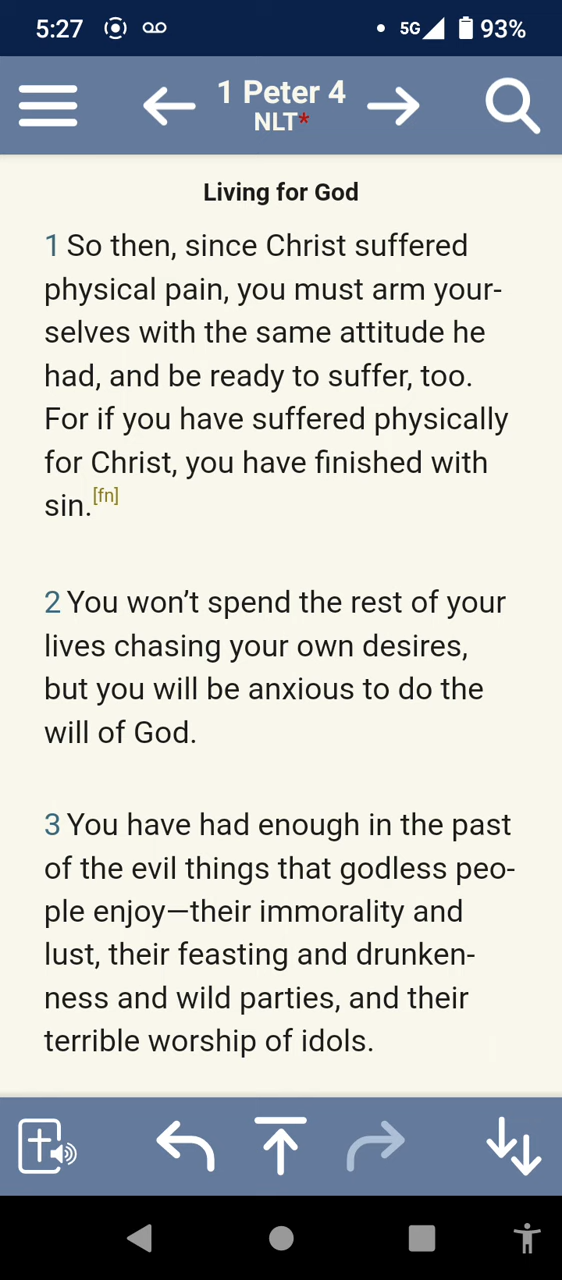 5:27 5G 93%
1 Peter 4
NLT*
Living for God
1 So then, since Christ suffered
physical pain, you must arm your-
selves with the same attitude he
had, and be ready to suffer, too.
For if you have suffered physically
for Christ, you have finished with
sin.[fn]
2 You won’t spend the rest of your
lives chasing your own desires,
but you will be anxious to do the
will of God.
3 You have had enough in the past
of the evil things that godless peo-
ple enjoy—their immorality and
lust, their feasting and drunken-
ness and wild parties, and their
terrible worship of idols.